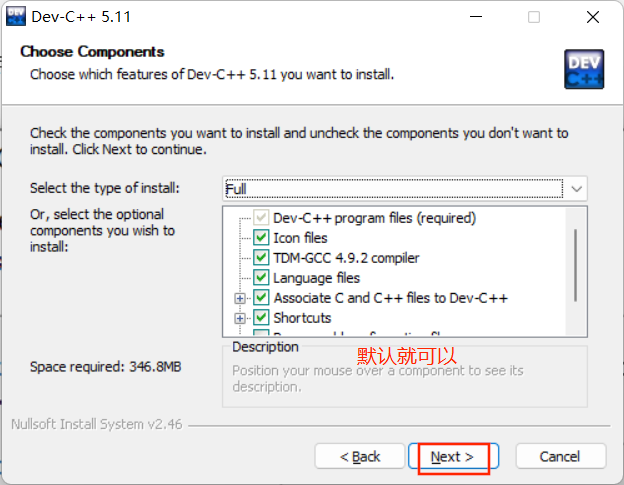 Dev-C++ 5.11
Choose Components
Choose which features of Dev-C++ 5.11 you want to install.
DEV
C++
Check the components you want to install and uncheck the components you don't want to
install. Click Next to continue.
Select the type of install:
Full
Or, select the optional
components you wish to
install:
Dev-C++ program files (required)
Icon files
TDM-GCC 4.9.2 compiler
Language files
Associate C and C++ files to Dev-C++
Shortcuts
Space required: 346.8MB
Description
默认就可以
Position your mouse over a component to see its
description.
Nullsoft Install System v2.46
< Back
Next >
Cancel